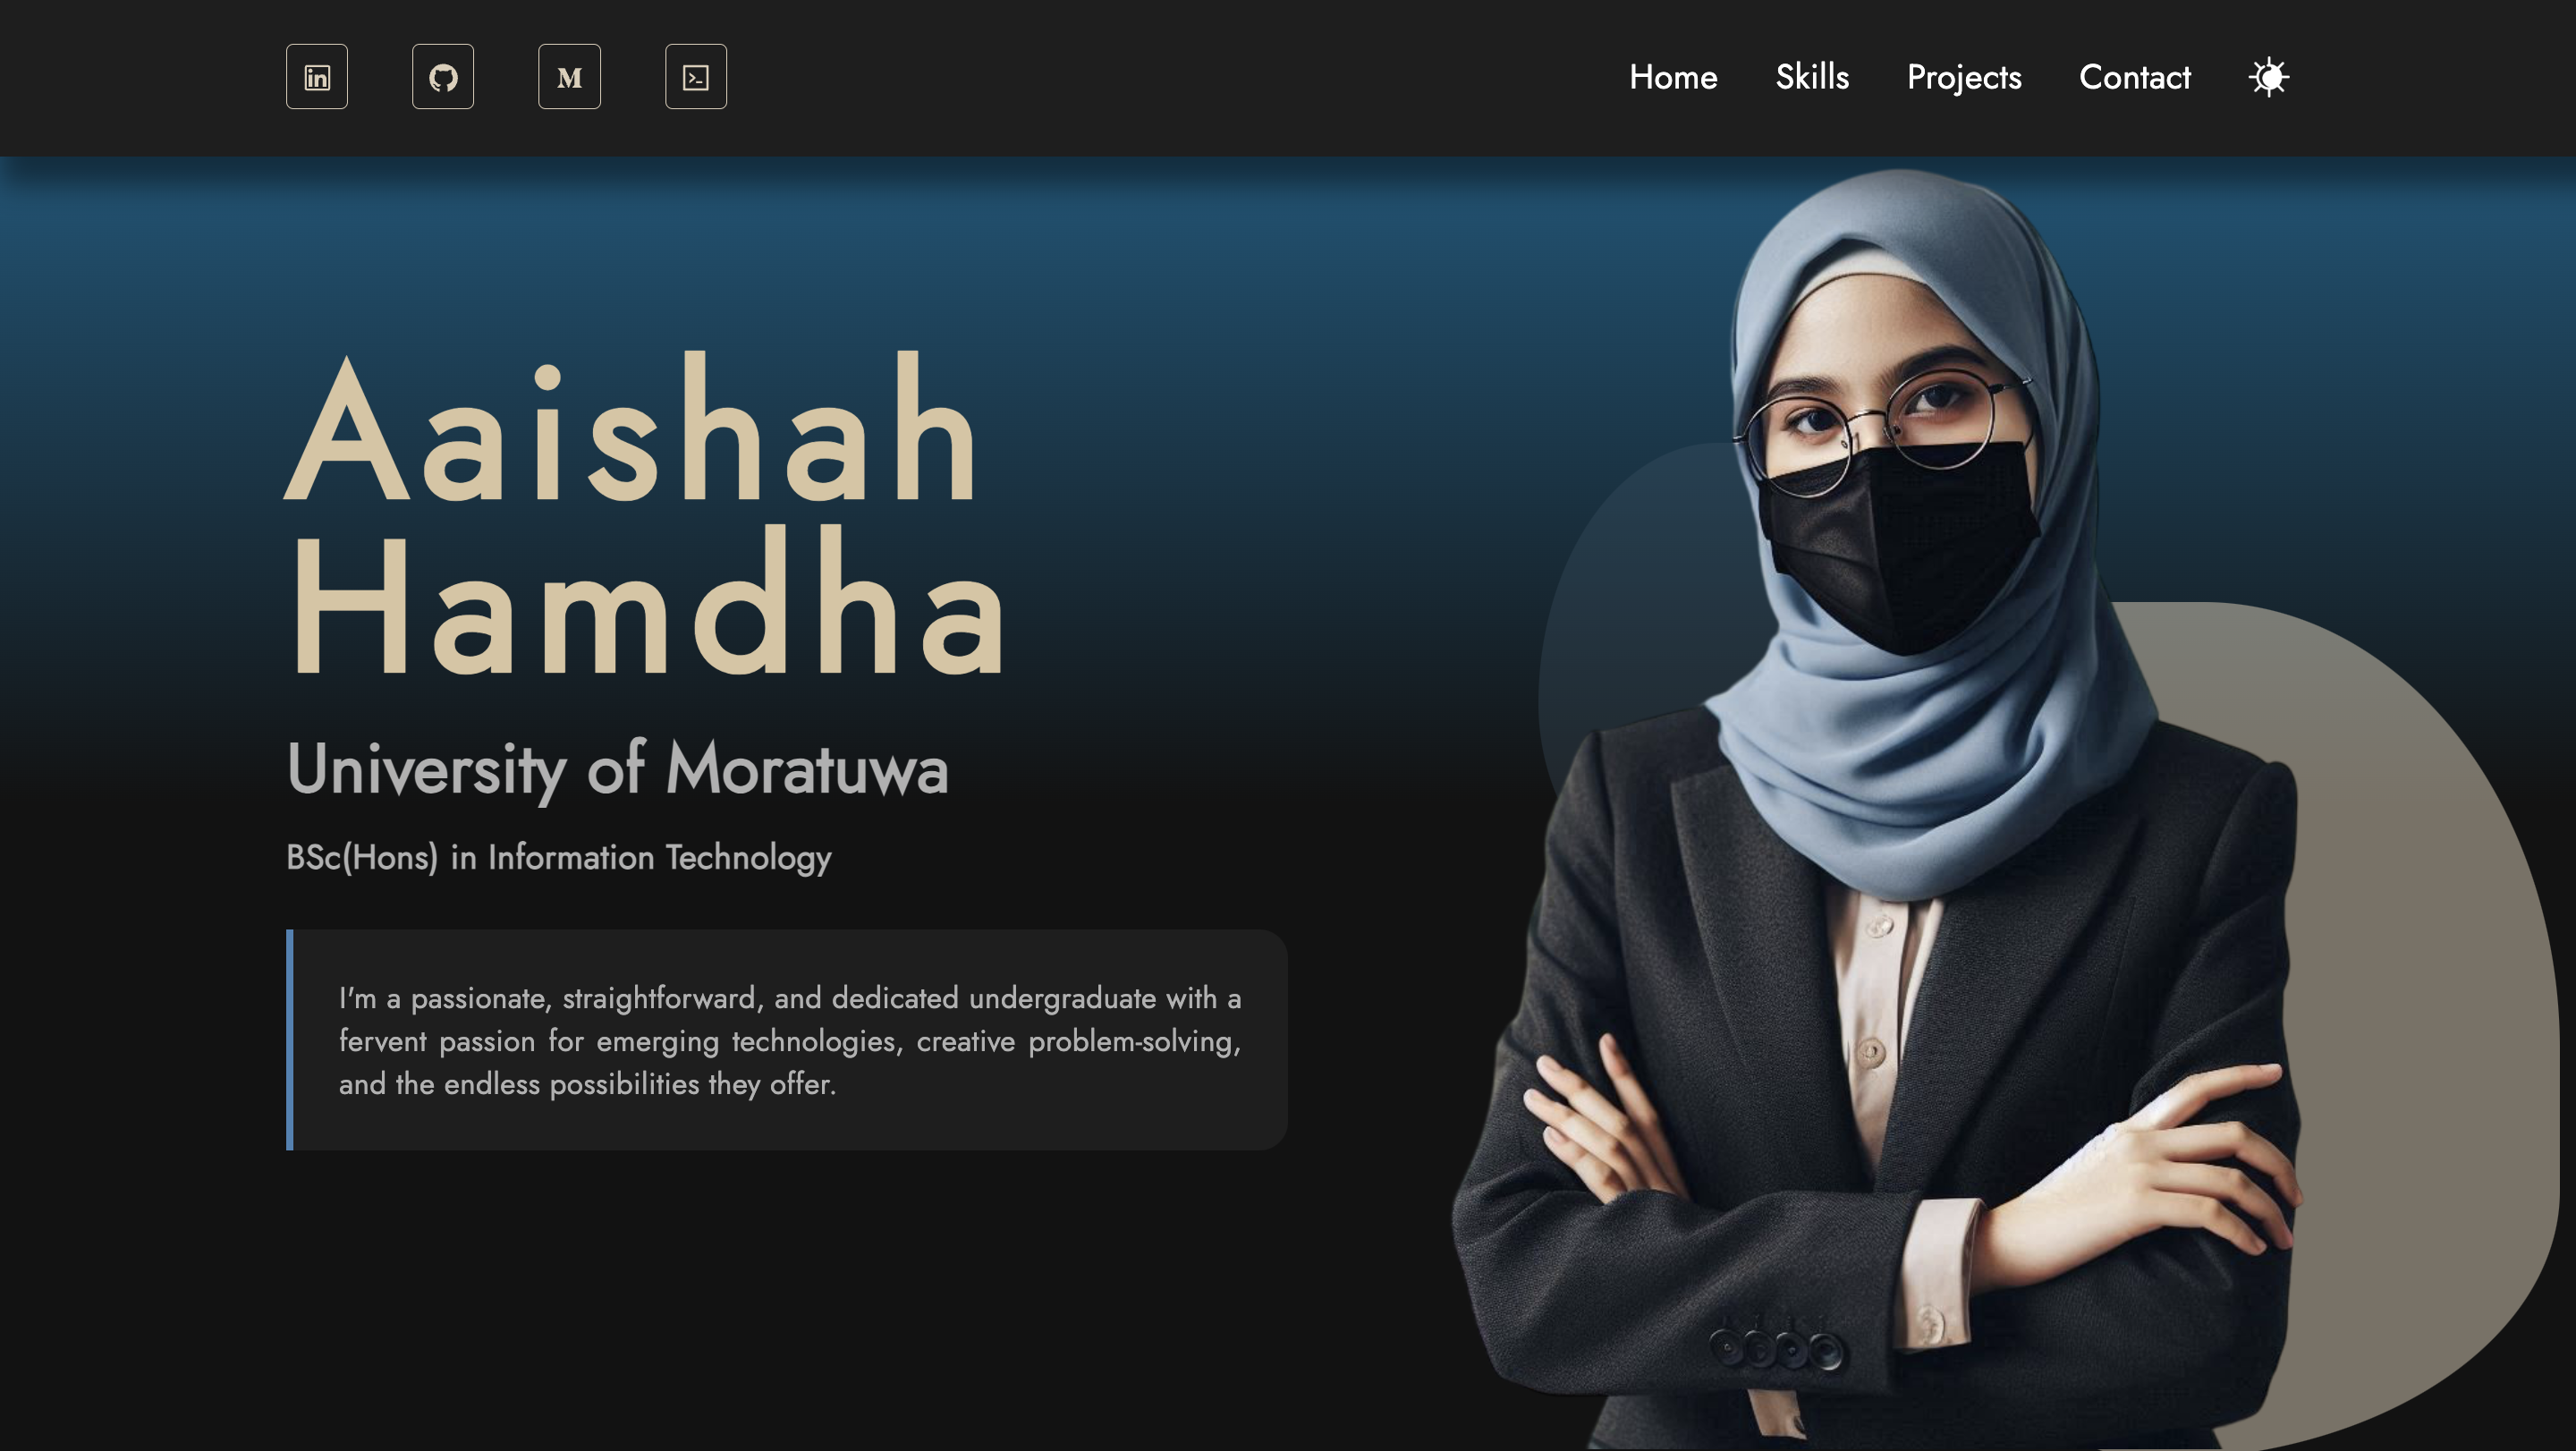 Home Skills Projects Contact
Aaishah
Hamdha
University of Moratuwa
BSc(Hons) in Information Technology
I'm a passionate, straightforward, and dedicated undergraduate with a
fervent passion for emerging technologies, creative problem-solving,
and the endless possibilities they offer.